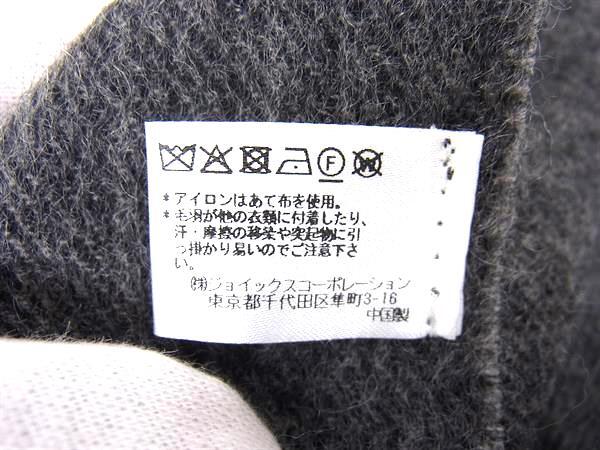 F W
*アイロンはあて布を使用。
*毛羽が他の衣類に付着したり、
汗・摩擦の移染や突起物に引
っ掛かり易いのでご注意下さ
い。
㈱ジョイックスコーポレーション
東京都千代田区隼町3-16
中国製